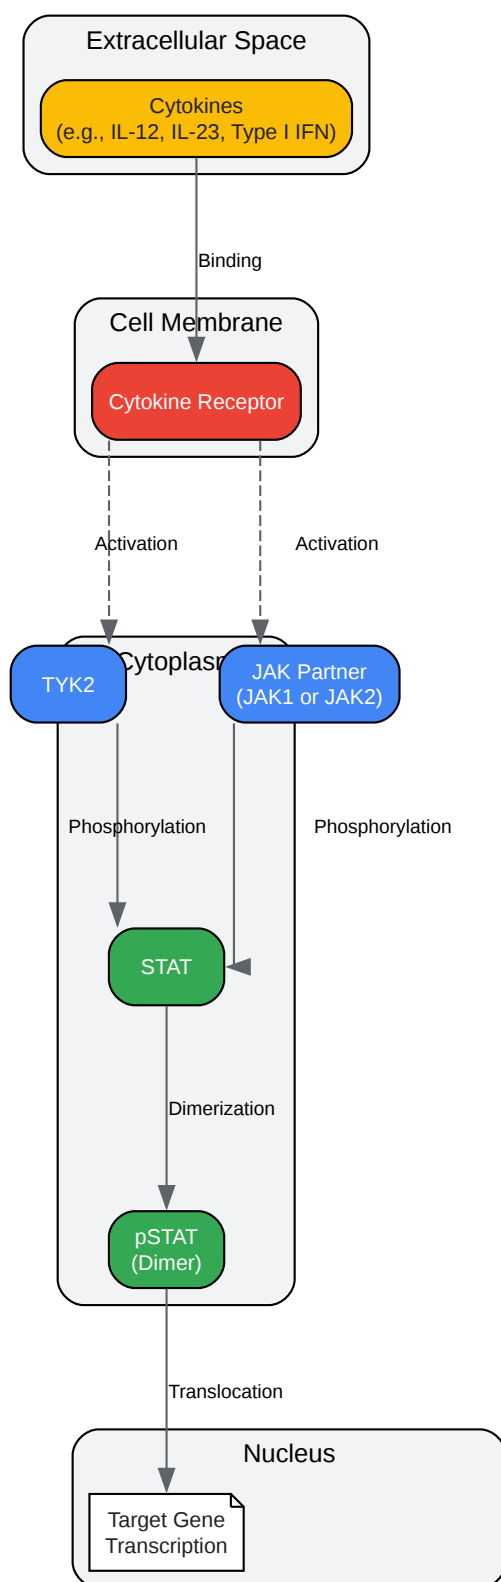 Extracellular Space
Cytokines
(e.g., IL-12, IL-23, Type I IFN)
Binding
Cell Membrane
Cytokine Receptor
Activation
Activation
Cytoplasm
TYK2
JAK Partner
(JAK1 or JAK2)
Phosphorylation
Phosphorylation
STAT
Dimerization
pSTAT
(Dimer)
Translocation
Nucleus
Target Gene
Transcription